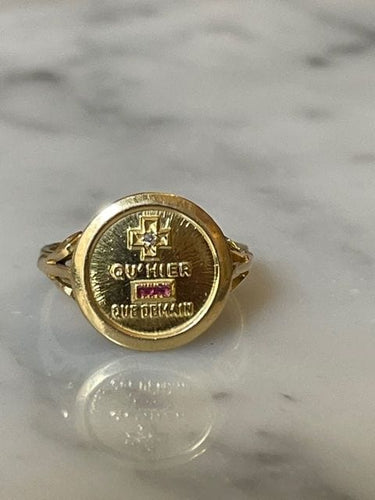 +
QU'HIER
-
QUE DEMAIN